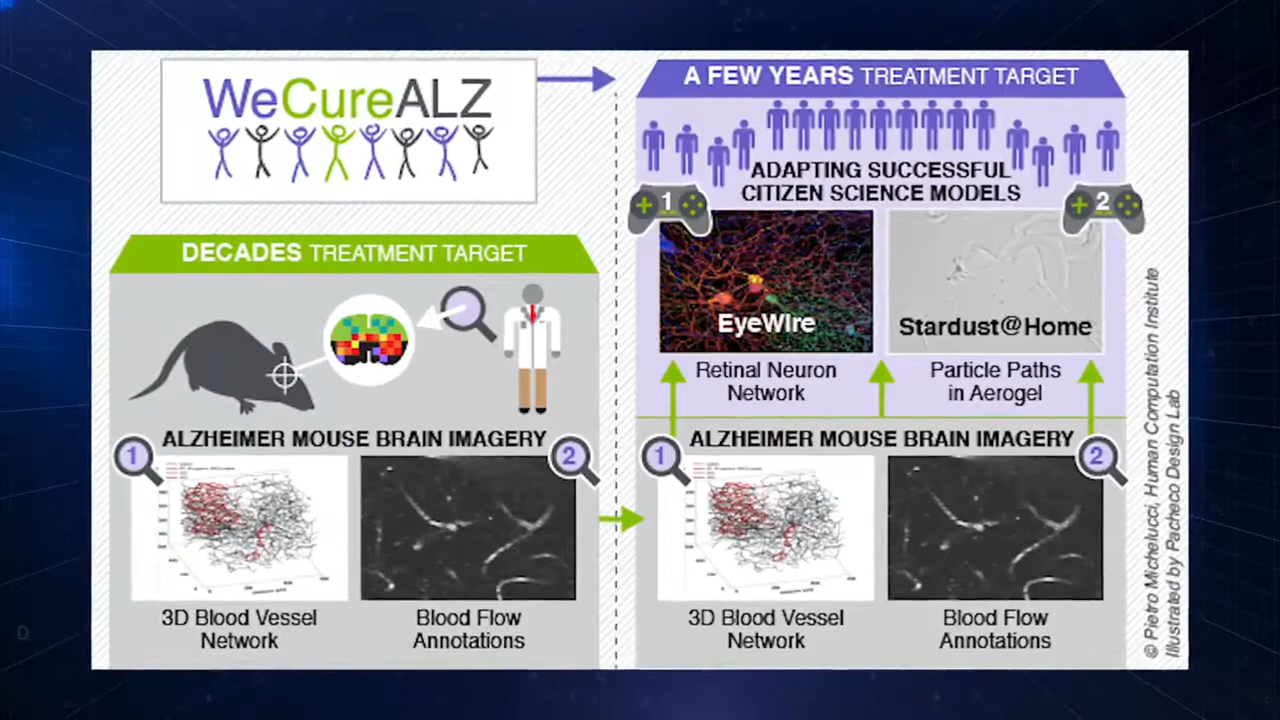 WeCureALZ
DECADES TREATMENT TARGET
ALZHEIMER MOUSE BRAIN IMAGERY
1
2
3D Blood Vessel
Network
Blood Flow
Annotations
A FEW YEARS TREATMENT TARGET
ADAPTING SUCCESSFUL
CITIZEN SCIENCE MODELS
1
2
EyeWire
Stardust@Home
Retinal Neuron
Network
Particle Paths
in Aerogel
ALZHEIMER MOUSE BRAIN IMAGERY
1
2
3D Blood Vessel
Network
Blood Flow
Annotations
© Pietro Michelucci, Human Computation Institute
Illustrated by Pacheco Design Lab